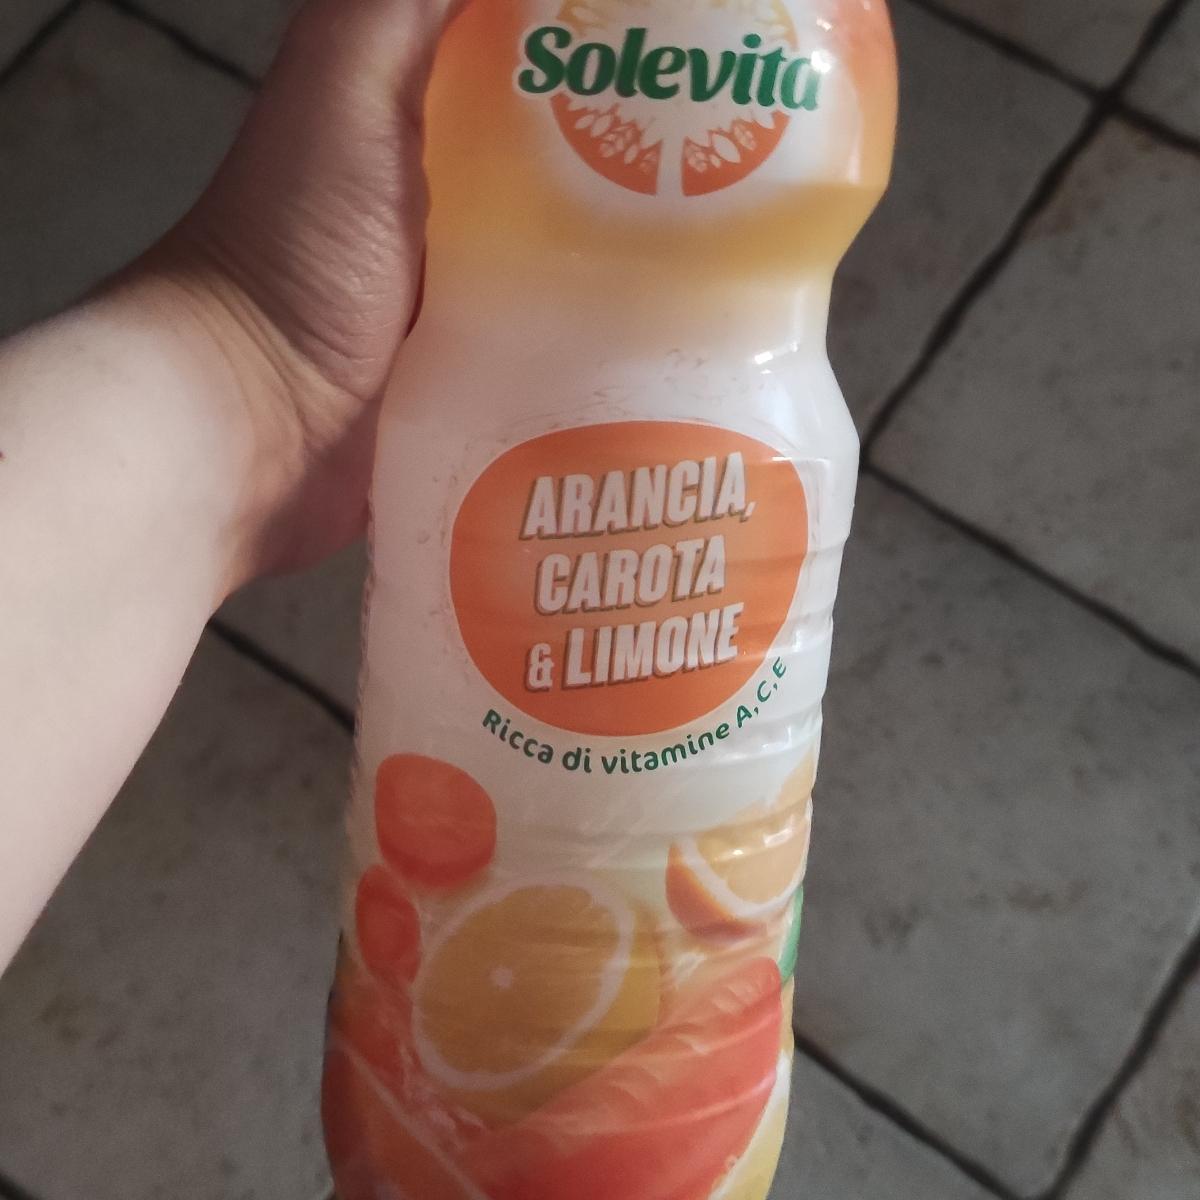 Solevita
ARANCIA,
CAROTA
& LIMONE
Ricca di vitamine A,C,E